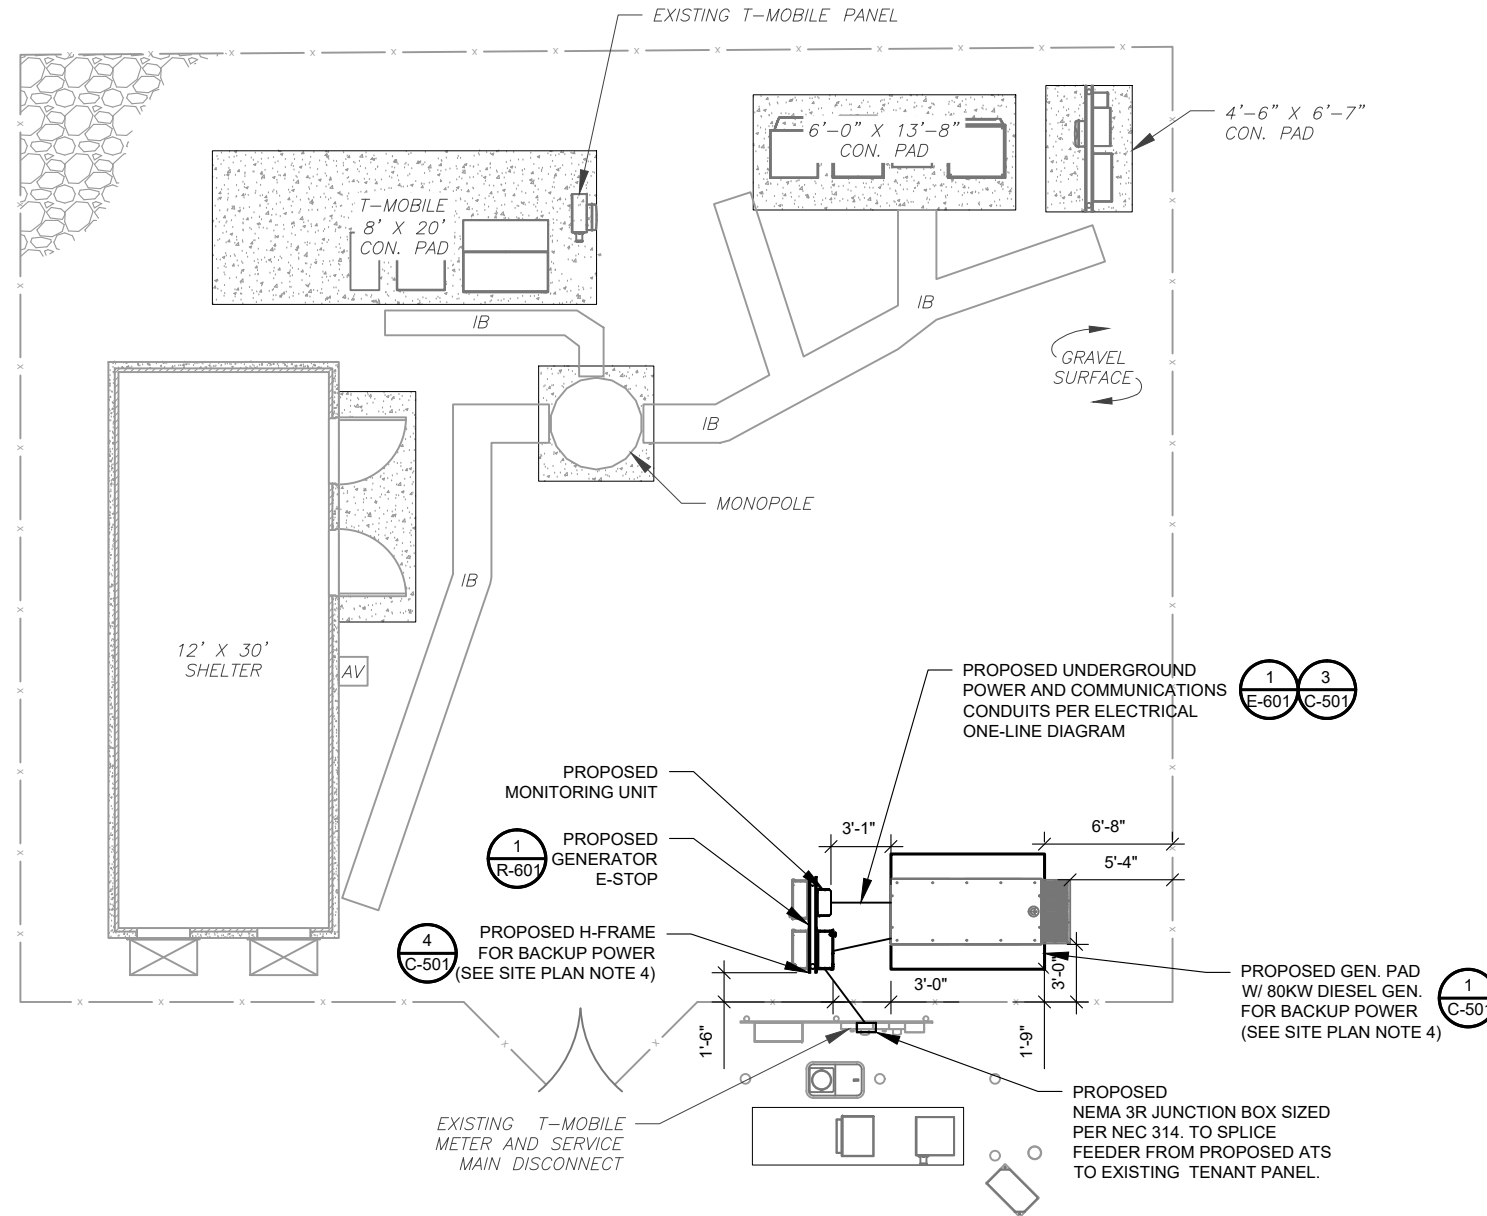 EXISTING T-MOBILE PANEL
4'-6" X 6'-7"
CON. PAD
6'-0" X 13'-8"
CON. PAD
T-MOBILE
8' X 20'
CON. PAD
IB
IB
GRAVEL
SURFACE
IB
MONOPOLE
IB
12' X 30'
SHELTER
AV
PROPOSED UNDERGROUND
POWER AND COMMUNICATIONS
CONDUITS PER ELECTRICAL
ONE-LINE DIAGRAM
1
E-601
3
C-501
PROPOSED
MONITORING UNIT
3'-1"
6'-8"
5'-4"
1
R-601
PROPOSED
GENERATOR
E-STOP
4
C-501
PROPOSED H-FRAME
FOR BACKUP POWER
(SEE SITE PLAN NOTE 4)
3'-0"
3'-0"
PROPOSED GEN. PAD
W/ 80KW DIESEL GEN.
FOR BACKUP POWER
(SEE SITE PLAN NOTE 4)
1
C-501
1'-6"
1'-9"
EXISTING T-MOBILE
METER AND SERVICE
MAIN DISCONNECT
PROPOSED
NEMA 3R JUNCTION BOX SIZED
PER NEC 314. TO SPLICE
FEEDER FROM PROPOSED ATS
TO EXISTING TENANT PANEL.